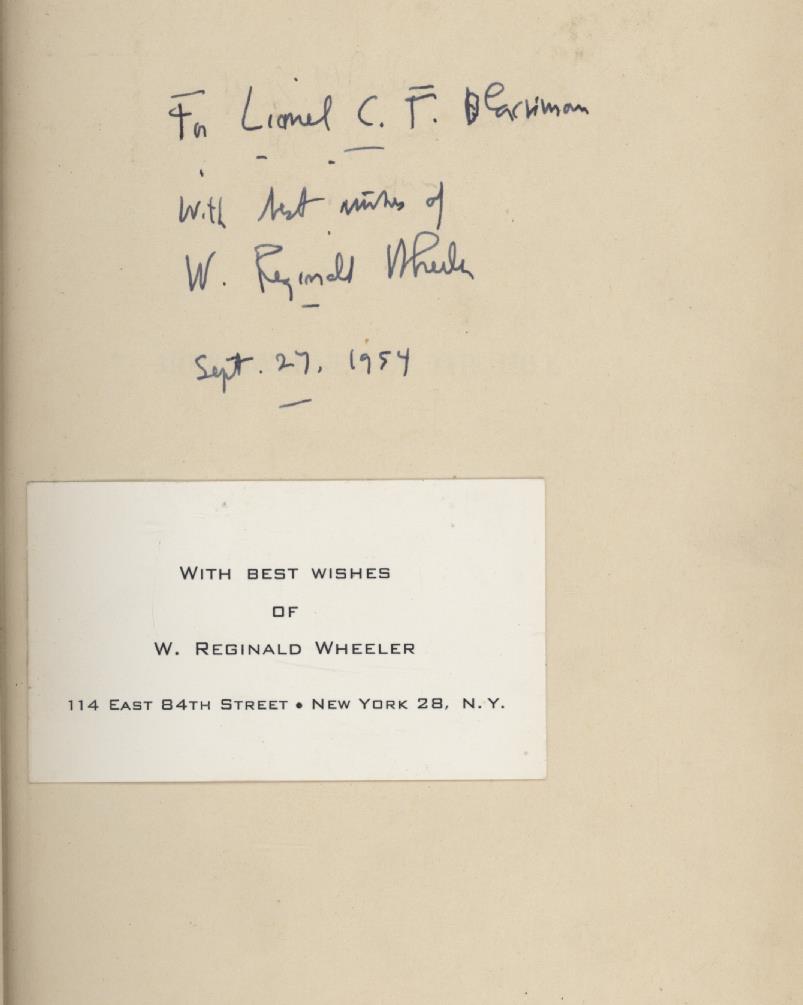 For Lionel C. F.
With best wishes of
W. Reginald Wheeler
Sept. 27, 1954
WITH BEST WISHES
OF
W. REGINALD WHEELER
114 EAST 84TH STREET • NEW YORK 28, N.Y.